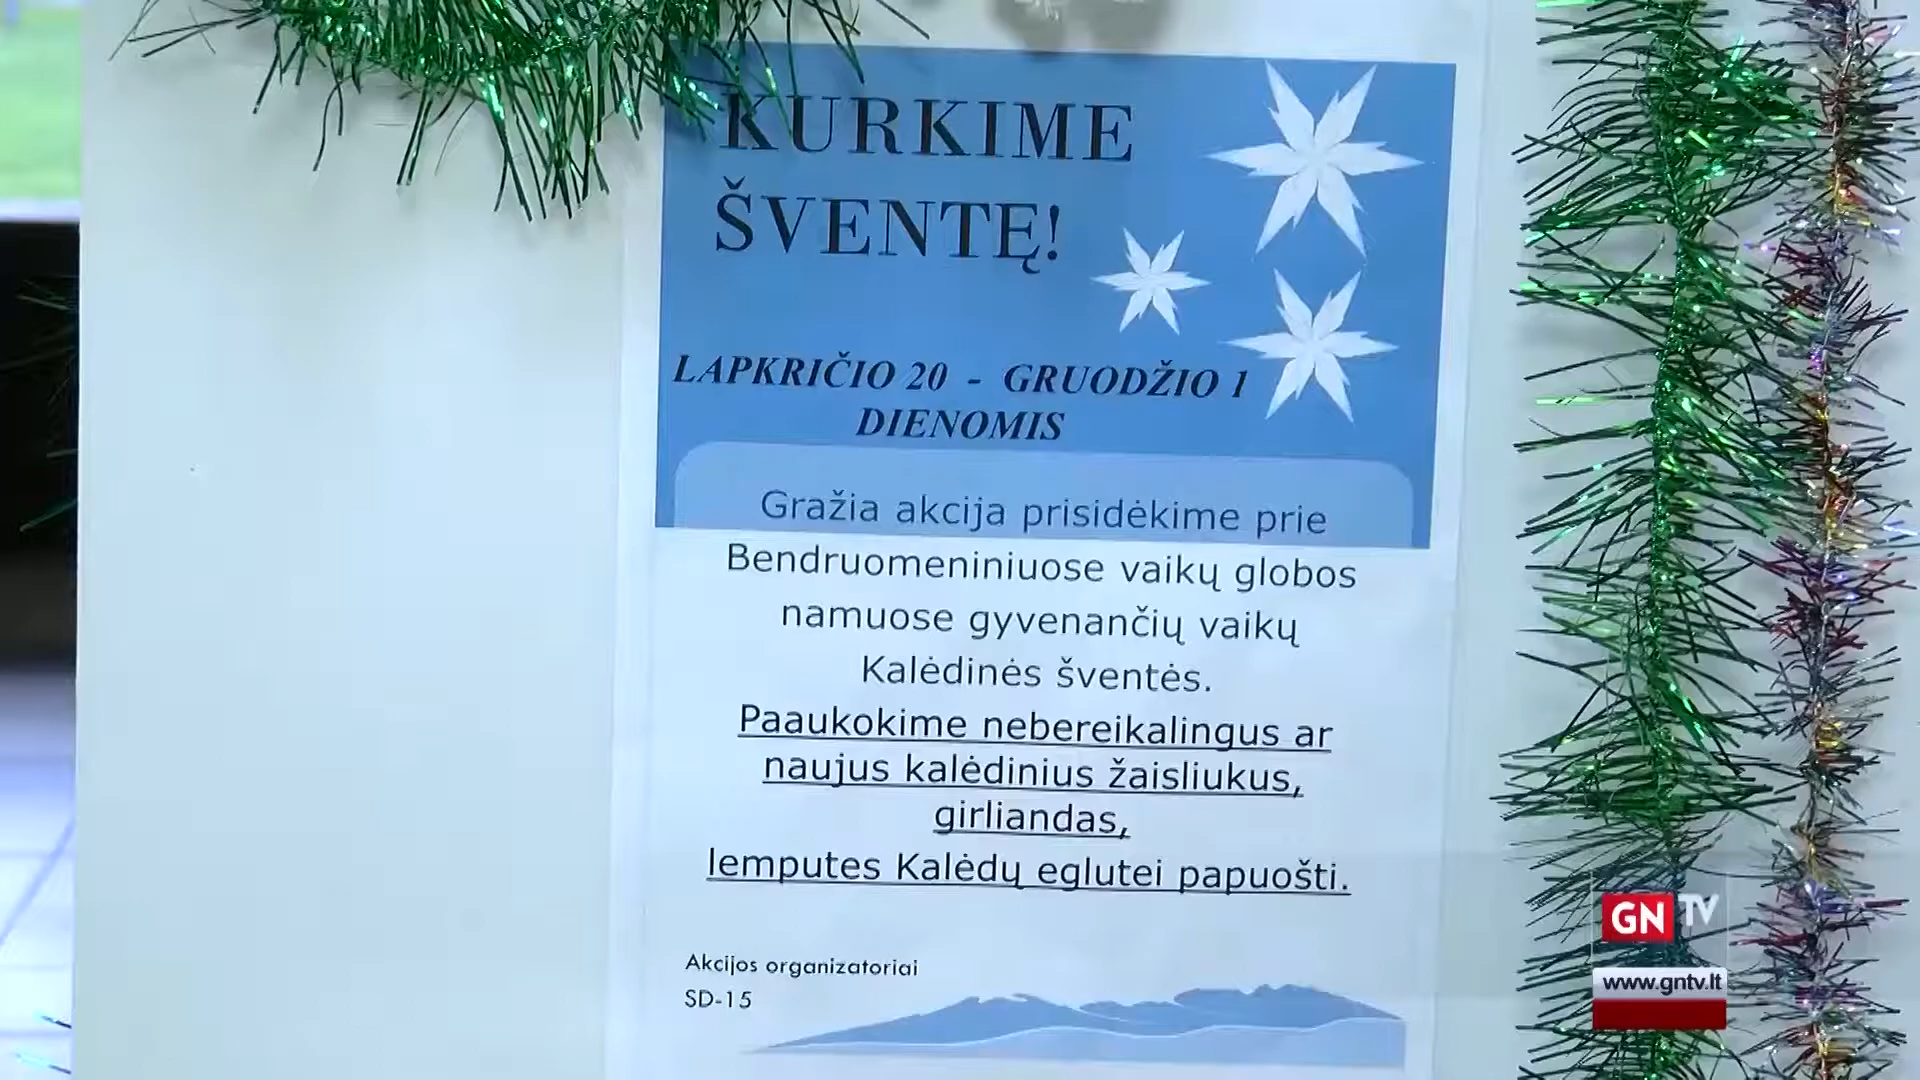 KURKIME
ŠVENTĘ!
LAPKRIČIO 20 - GRUODŽIO 1
DIENOMIS
Gražia akcija prisidėkime prie
Bendruomeniniuose vaikų globos
namuose gyvenančių vaikų
Kalėdinės šventės.
Paaukokime nebereikalingus ar
naujus kalėdinius žaisliukus,
girliandas,
lemputes Kalėdų eglutei papuošti.
Akcijos organizatoriai
SD-15
GN TV
www.gntv.lt